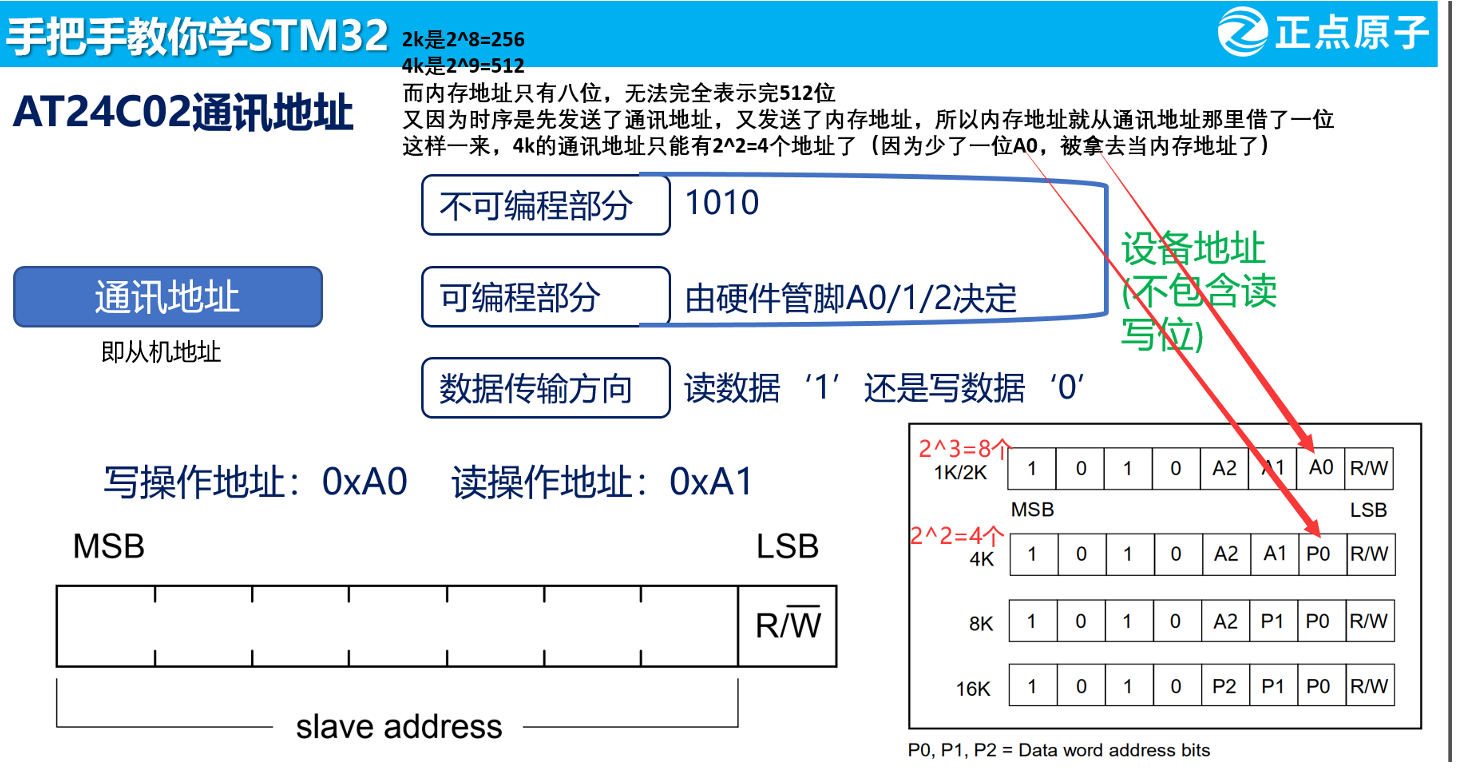 手把手教你学STM32
正点原子
2k是2^8=256
4k是2^9=512
而内存地址只有八位，无法完全表示完512位
又因为时序是先发送了通讯地址，又发送了内存地址，所以内存地址就从通讯地址那里借了一位
这样一来，4k的通讯地址只能有2^2=4个地址了（因为少了一位A0，被拿去当内存地址了）
AT24C02通讯地址
不可编程部分 1010
通讯地址
即从机地址
可编程部分 由硬件管脚A0/1/2决定
设备地址
(不包含读
写位)
数据传输方向 读数据‘1’ 还是写数据‘0’
写操作地址：0xA0 读操作地址：0xA1
MSB LSB
R/W̅
slave address
2^3=8个
1K/2K 1 0 1 0 A2 A1 A0 R/W
MSB LSB
2^2=4个
4K 1 0 1 0 A2 A1 P0 R/W
8K 1 0 1 0 A2 P1 P0 R/W
16K 1 0 1 0 P2 P1 P0 R/W
P0, P1, P2 = Data word address bits